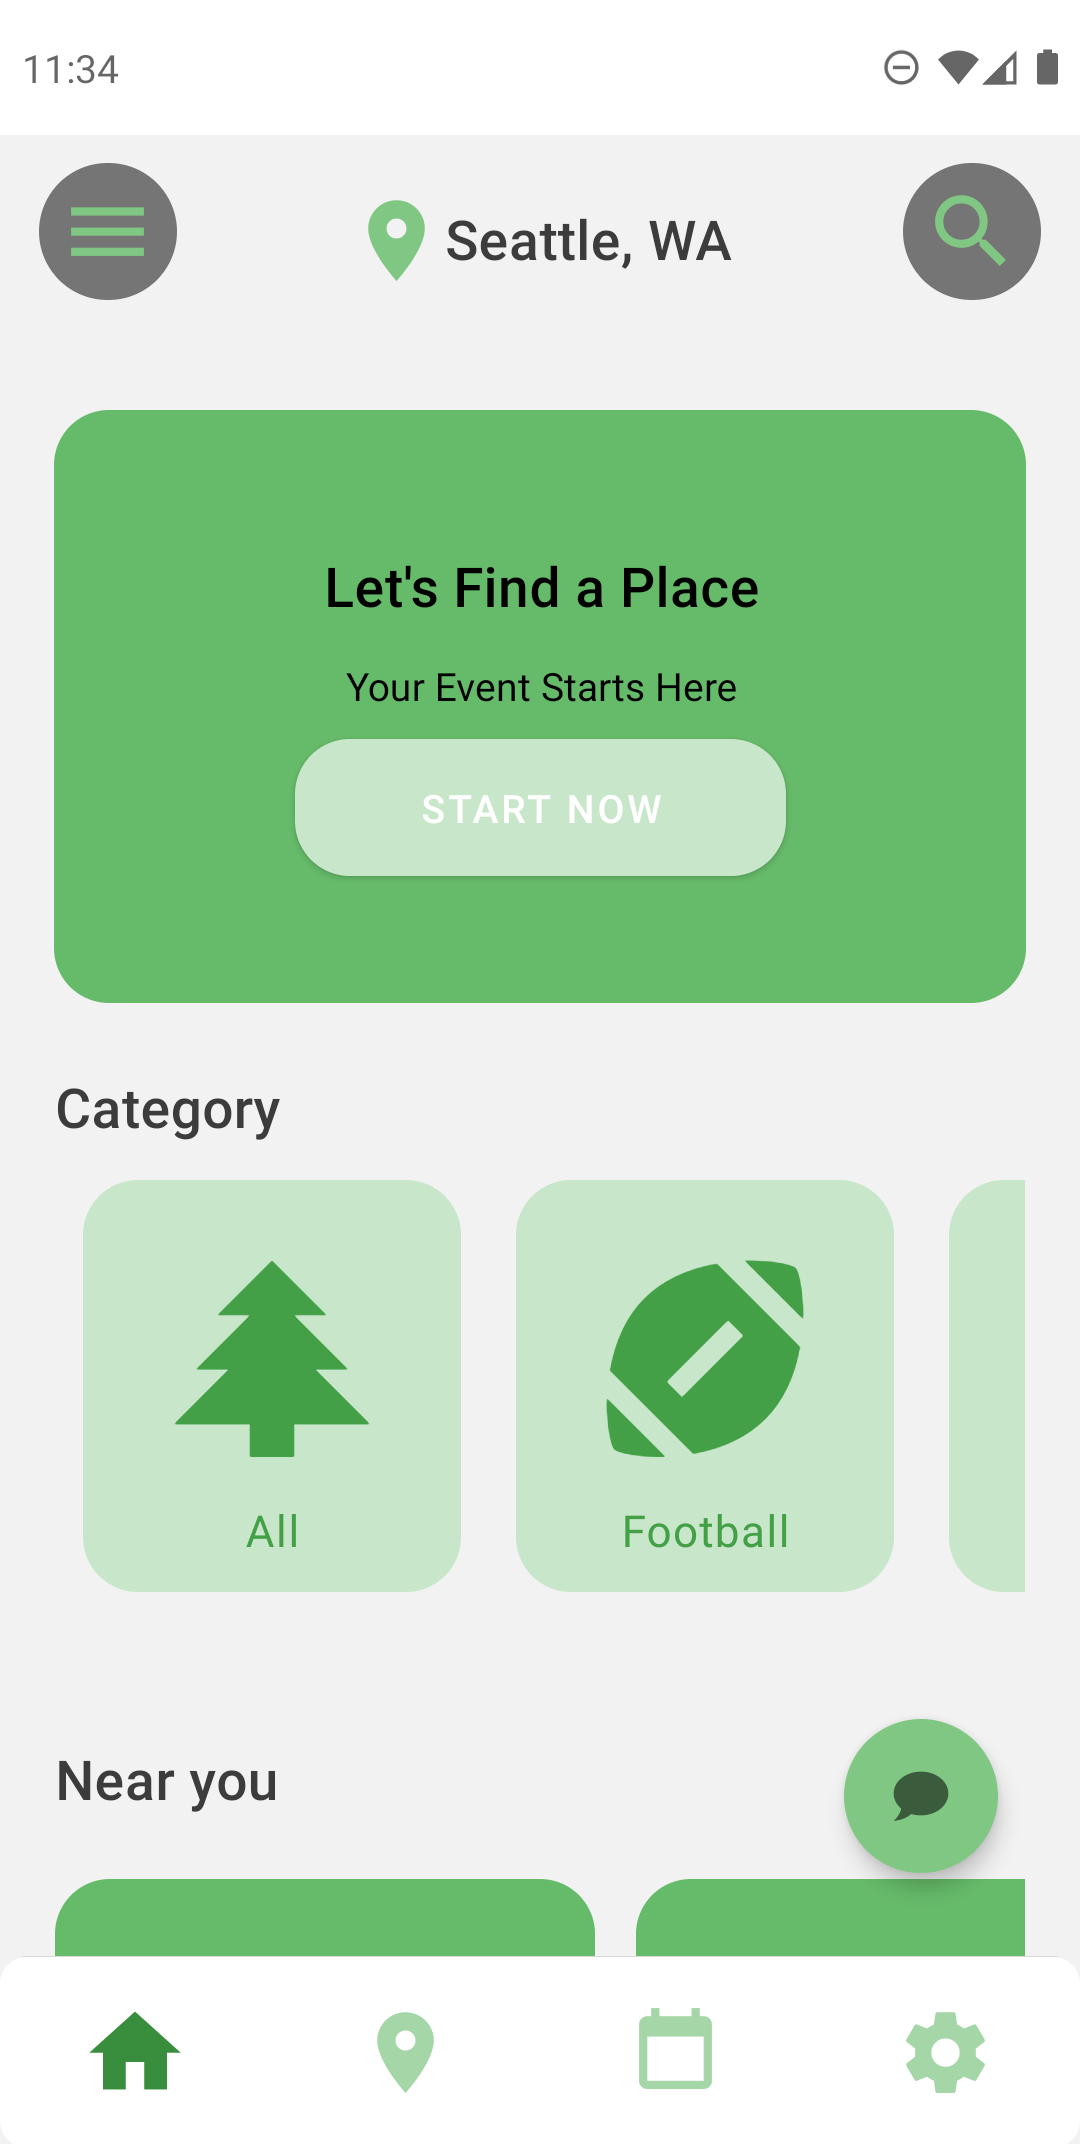 11:34
Seattle, WA
Let's Find a Place
Your Event Starts Here
START NOW
Category
All
Football
Near you